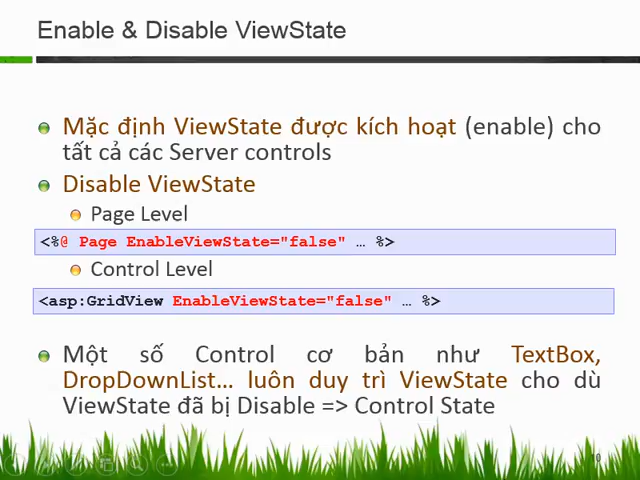 Enable & Disable ViewState
Mặc định ViewState được kích hoạt (enable) cho
tất cả các Server controls
Disable ViewState
Page Level
<%@ Page EnableViewState="false" … %>
Control Level
<asp:GridView EnableViewState="false" … %>
Một số Control cơ bản như TextBox,
DropDownList… luôn duy trì ViewState cho dù
ViewState đã bị Disable => Control State